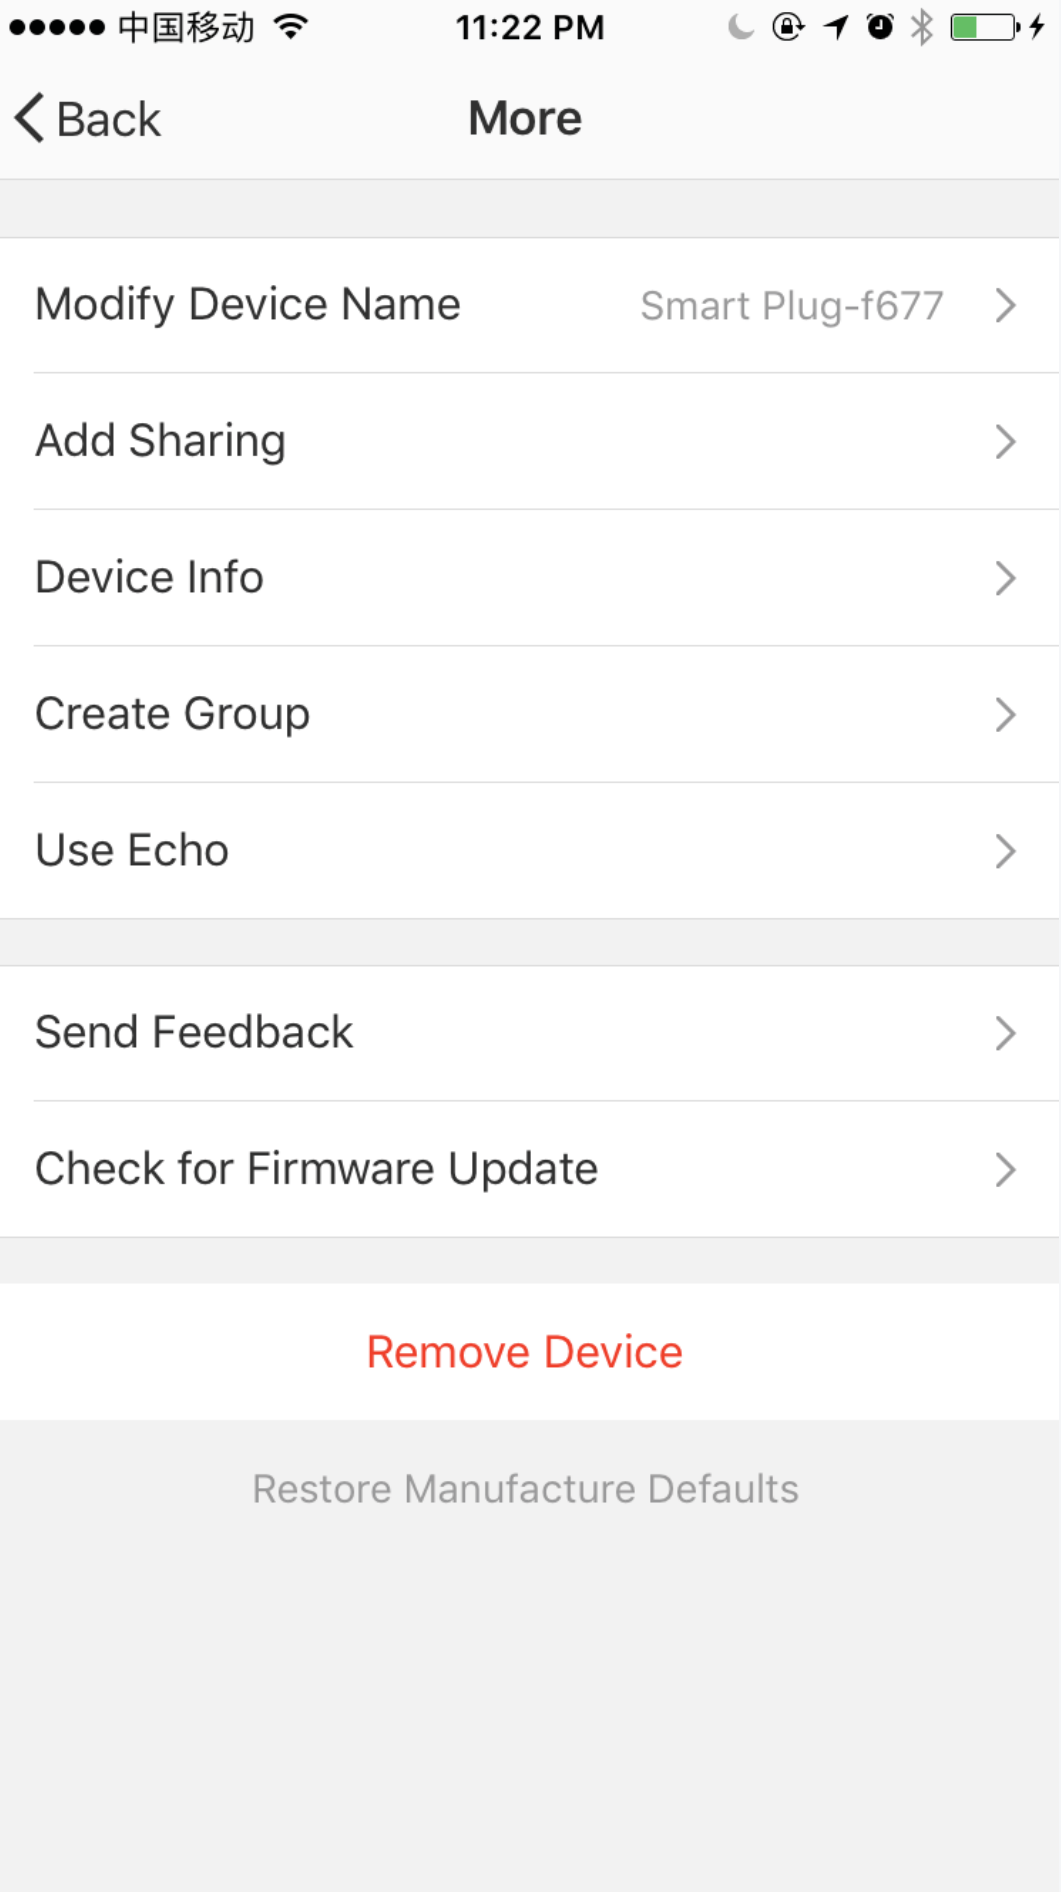 中国移动 11:22 PM
Back More
Modify Device Name Smart Plug-f677
Add Sharing
Device Info
Create Group
Use Echo
Send Feedback
Check for Firmware Update
Remove Device
Restore Manufacture Defaults